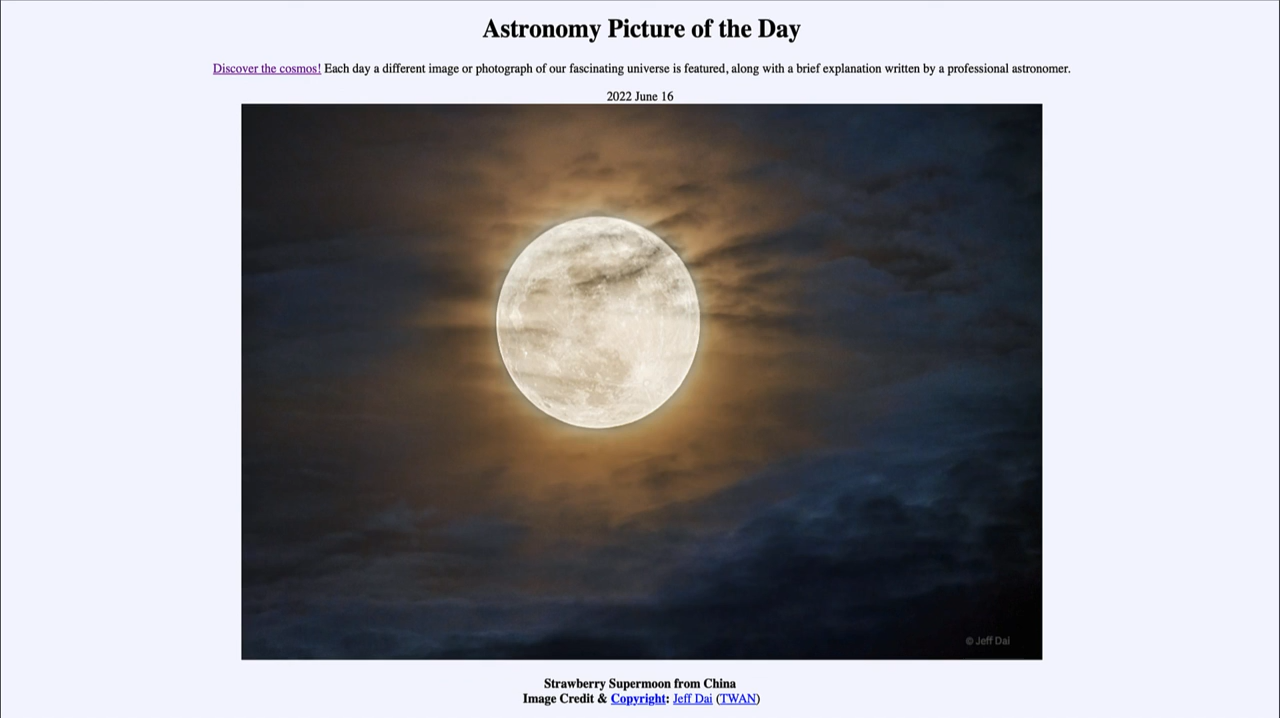 Astronomy Picture of the Day
Discover the cosmos! Each day a different image or photograph of our fascinating universe is featured, along with a brief explanation written by a professional astronomer.
2022 June 16
© Jeff Dai
Strawberry Supermoon from China
Image Credit & Copyright: Jeff Dai (TWAN)